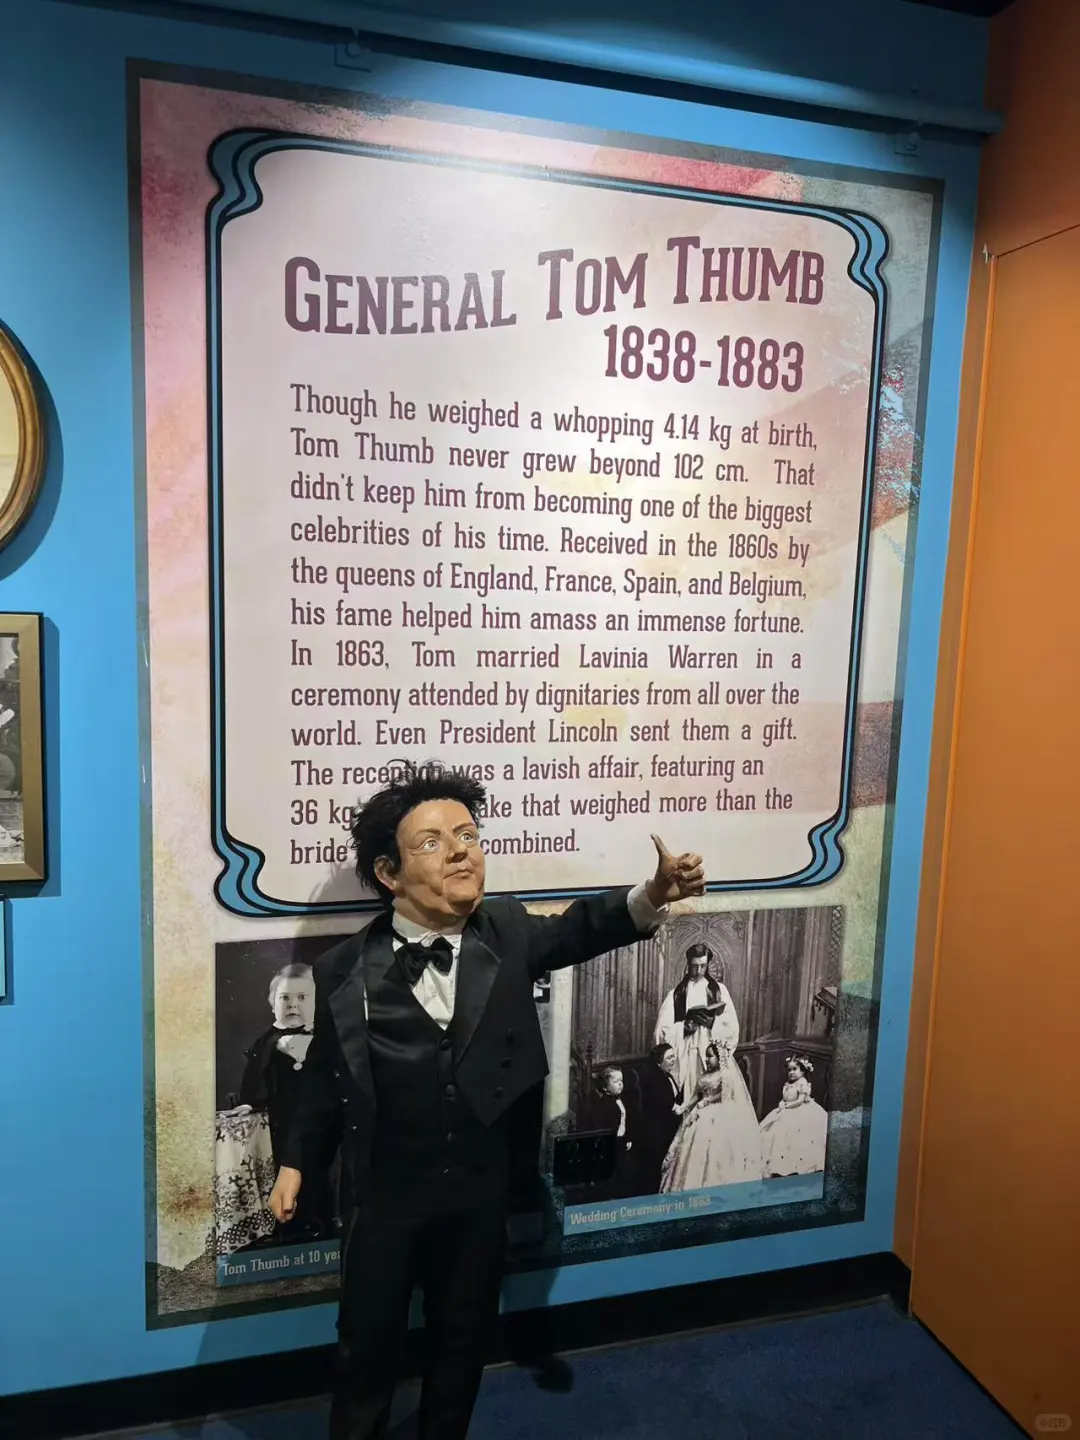 GENERAL TOM THUMB
1838-1883
Though he weighed a whopping 4.14 kg at birth,
Tom Thumb never grew beyond 102 cm. That
didn't keep him from becoming one of the biggest
celebrities of his time. Received in the 1860s by
the queens of England, France, Spain, and Belgium,
his fame helped him amass an immense fortune.
In 1863, Tom married Lavinia Warren in a
ceremony attended by dignitaries from all over the
world. Even President Lincoln sent them a gift.
The reception was a lavish affair, featuring an
36 kg that weighed more than the
bride combined.
Tom Thumb at 10
Wedding Ceremony in 1863
小红书